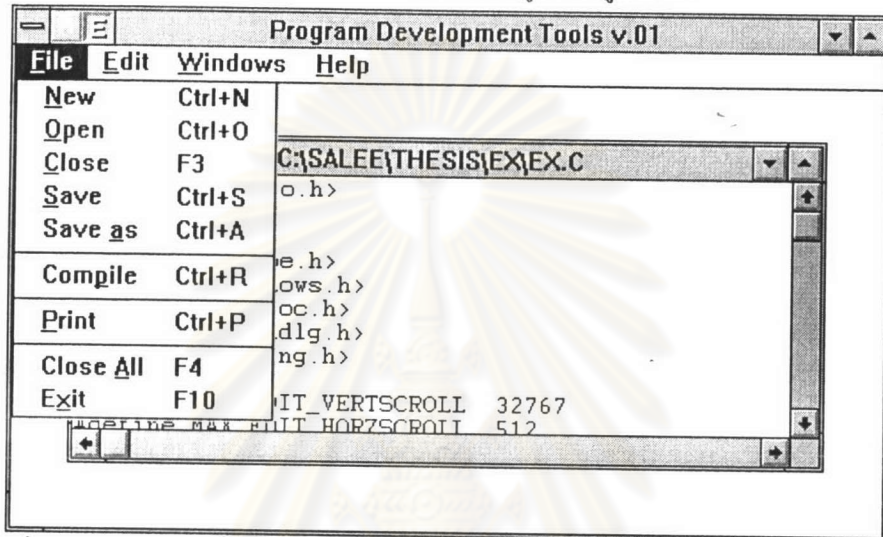 Program Development Tools v.01
File Edit Windows Help
New Ctrl+N
Open Ctrl+O
Close F3
Save Ctrl+S
Save as Ctrl+A
Compile Ctrl+R
Print Ctrl+P
Close All F4
Exit F10
C:\SALEE\THESIS\EX\EX.C
o.h>
e.h>
ows.h>
oc.h>
dlg.h>
ng.h>
IT_VERTSCROLL 32767
MAX EDIT_HORZSCROLL 512